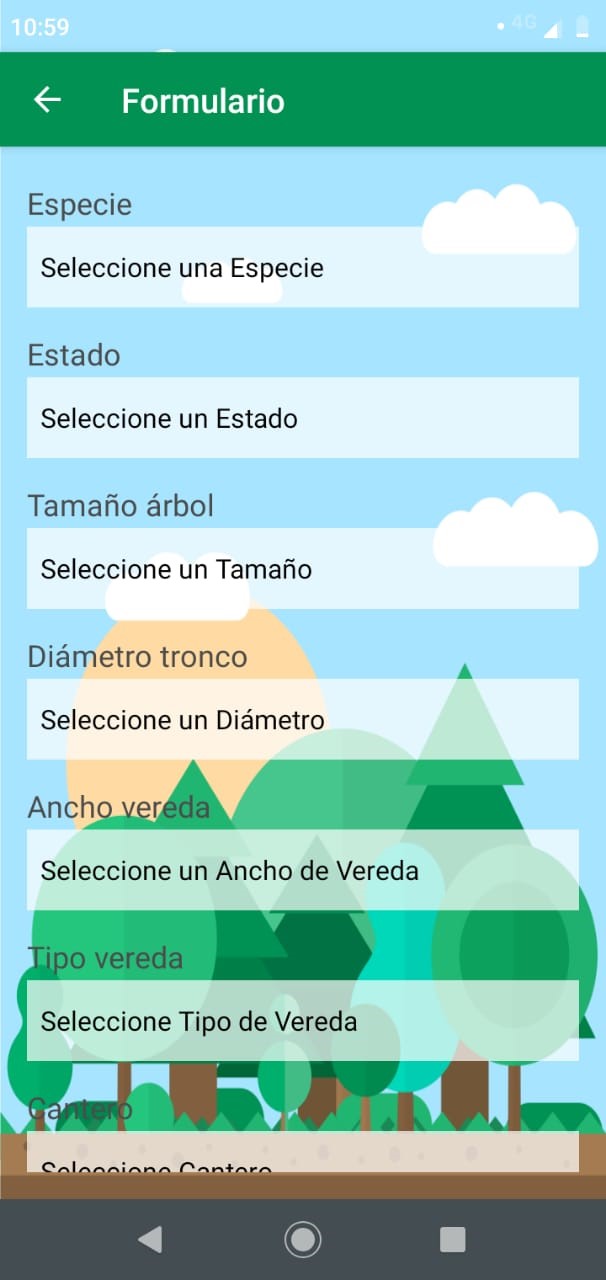 10:59
4G
Formulario
Especie
Seleccione una Especie
Estado
Seleccione un Estado
Tamaño árbol
Seleccione un Tamaño
Diámetro tronco
Seleccione un Diámetro
Ancho vereda
Seleccione un Ancho de Vereda
Tipo vereda
Seleccione Tipo de Vereda
Cantero
Seleccione Cantero